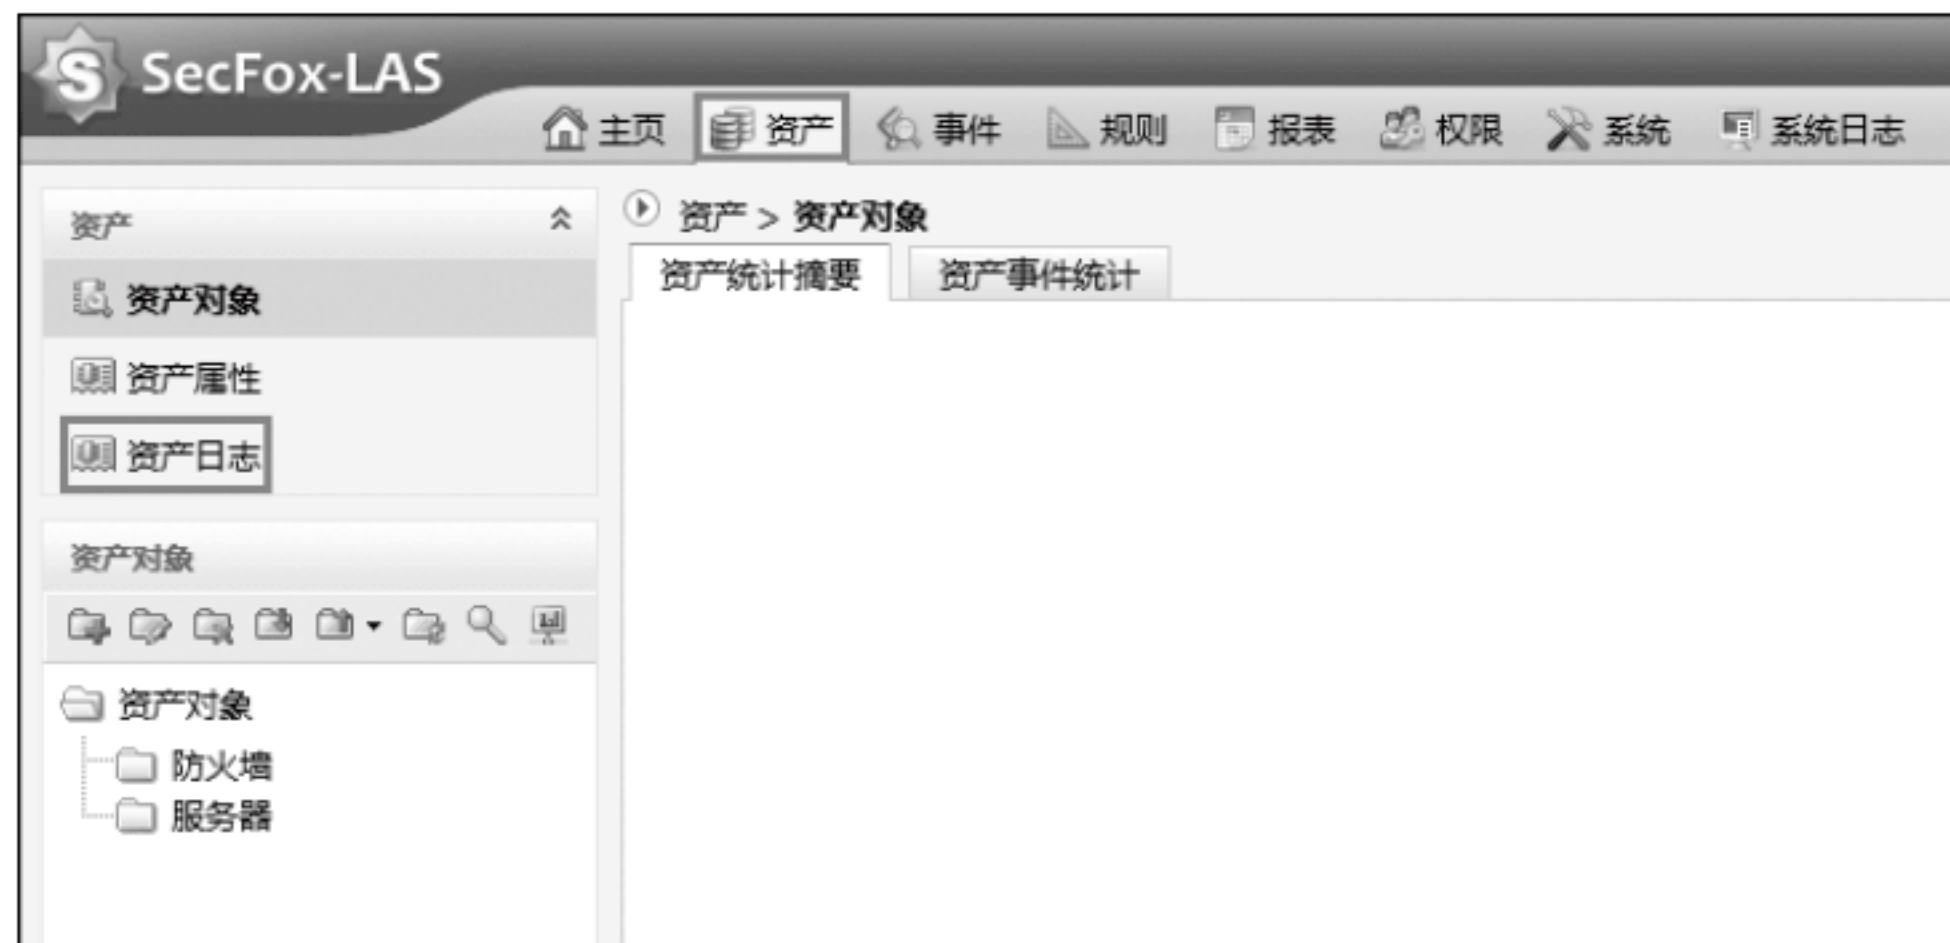 SecFox-LAS
主页 资产 事件 规则 报表 权限 系统 系统日志
资产
资产对象
资产属性
资产日志
资产对象
资产对象
防火墙
服务器
资产 > 资产对象
资产统计摘要 资产事件统计